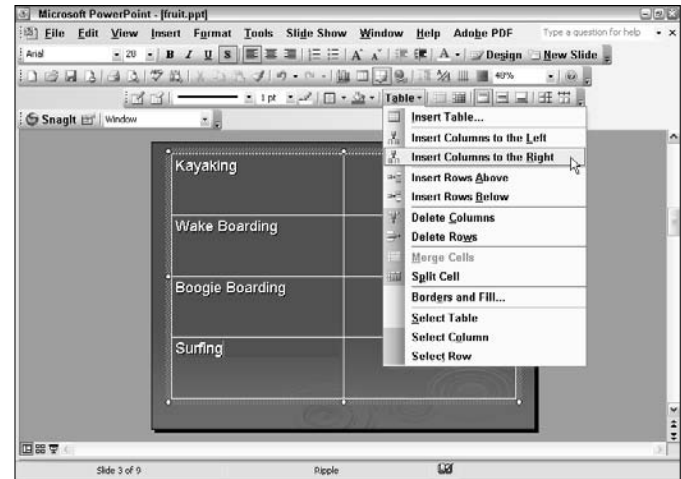 Microsoft PowerPoint - [fruit.ppt]
File Edit View Insert Format Tools Slide Show Window Help Adobe PDF Type a question for help
Arial 20 B I U S A A A Design New Slide
40%
1 pt Table
SnagIt Window
Insert Table...
Insert Columns to the Left
Insert Columns to the Right
Insert Rows Above
Insert Rows Below
Delete Columns
Delete Rows
Merge Cells
Split Cell
Borders and Fill...
Select Table
Select Column
Select Row
Kayaking
Wake Boarding
Boogie Boarding
Surfing
Slide 3 of 9 Ripple